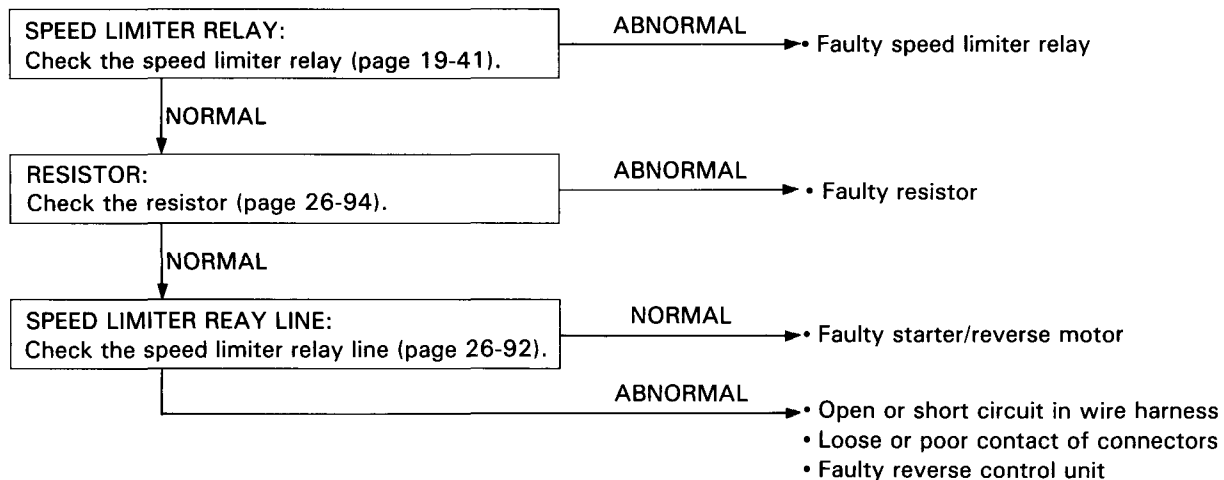 SPEED LIMITER RELAY:
Check the speed limiter relay (page 19-41).
ABNORMAL
• Faulty speed limiter relay
NORMAL
RESISTOR:
Check the resistor (page 26-94).
ABNORMAL
• Faulty resistor
NORMAL
SPEED LIMITER REAY LINE:
Check the speed limiter relay line (page 26-92).
NORMAL
• Faulty starter/reverse motor
ABNORMAL
• Open or short circuit in wire harness
• Loose or poor contact of connectors
• Faulty reverse control unit